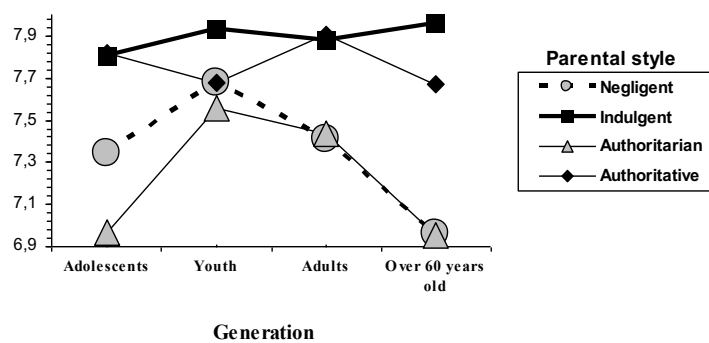 7,9
7,7
7,5
7,3
7,1
6,9
Adolescents Youth Adults Over 60 years
old
Generation
Parental style
Negligent
Indulgent
Authoritarian
Authoritative